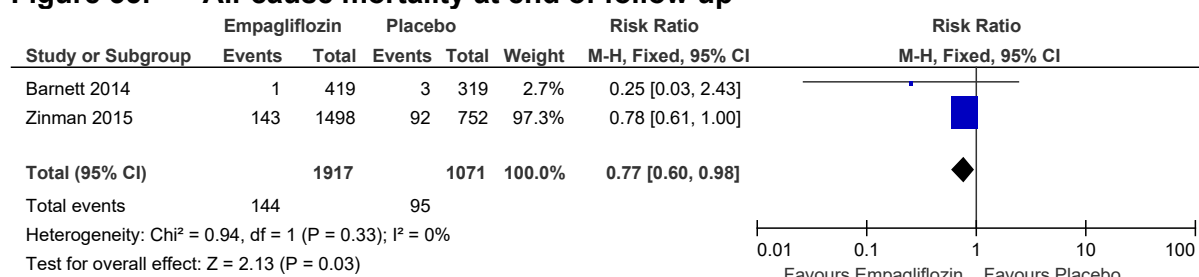 Figure 33: All-cause mortality at end of follow up
Empagliflozin Placebo Risk Ratio Risk Ratio
Study or Subgroup Events Total Events Total Weight M-H, Fixed, 95% CI M-H, Fixed, 95% CI
Barnett 2014 1 419 3 319 2.7% 0.25 [0.03, 2.43]
Zinman 2015 143 1498 92 752 97.3% 0.78 [0.61, 1.00]
Total (95% CI) 1917 1071 100.0% 0.77 [0.60, 0.98]
Total events 144 95
Heterogeneity: Chi² = 0.94, df = 1 (P = 0.33); I² = 0%
Test for overall effect: Z = 2.13 (P = 0.03)
0.01 0.1 1 10 100
Favours Empagliflozin Favours Placebo